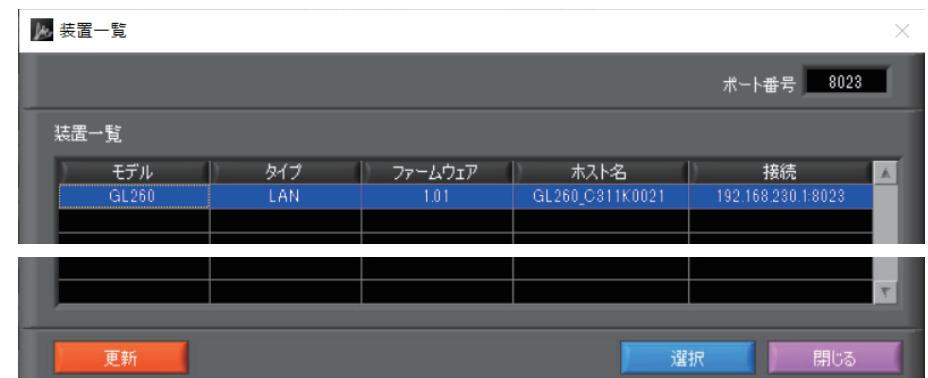 装置一覧
ポート番号 8023
装置一覧
モデル タイプ ファームウェア ホスト名 接続
GL260 LAN 1.01 GL260_C311K0021 192.168.230.1:8023
更新 選択 閉じる